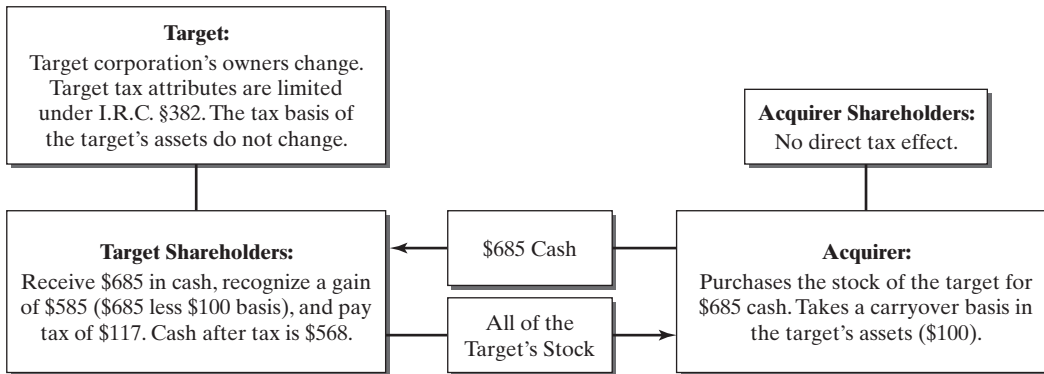 Target:
Target corporation's owners change.
Target tax attributes are limited
under I.R.C. §382. The tax basis of
the target's assets do not change.
Acquirer Shareholders:
No direct tax effect.
Target Shareholders:
Receive $685 in cash, recognize a gain
of $585 ($685 less $100 basis), and pay
tax of $117. Cash after tax is $568.
$685 Cash
All of the
Target's Stock
Acquirer:
Purchases the stock of the target for
$685 cash. Takes a carryover basis in
the target's assets ($100).